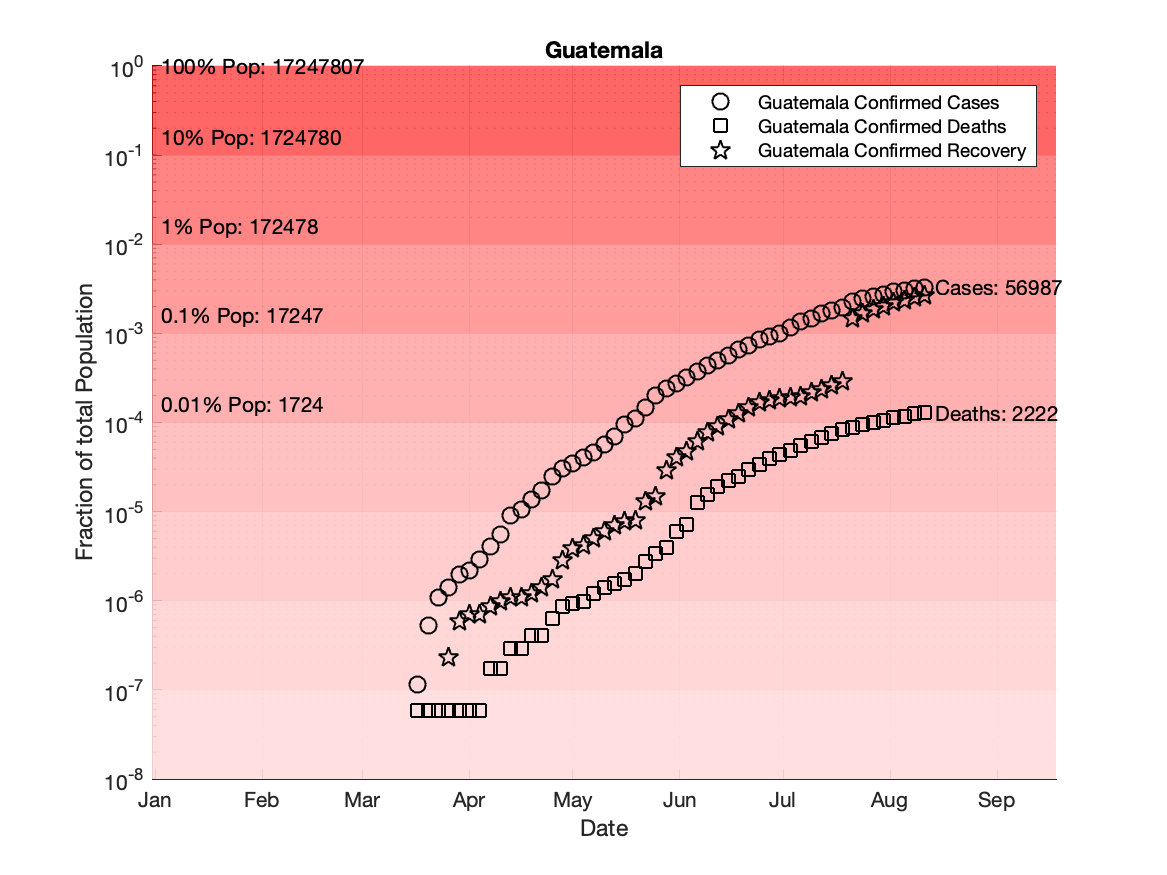 Guatemala
10^0
100% Pop: 17247807
Guatemala Confirmed Cases
Guatemala Confirmed Deaths
Guatemala Confirmed Recovery
10% Pop: 1724780
10^-1
1% Pop: 172478
10^-2
Cases: 56987
0.1% Pop: 17247
10^-3
0.01% Pop: 1724
Deaths: 2222
10^-4
10^-5
10^-6
10^-7
10^-8
Fraction of total Population
Jan Feb Mar Apr May Jun Jul Aug Sep
Date